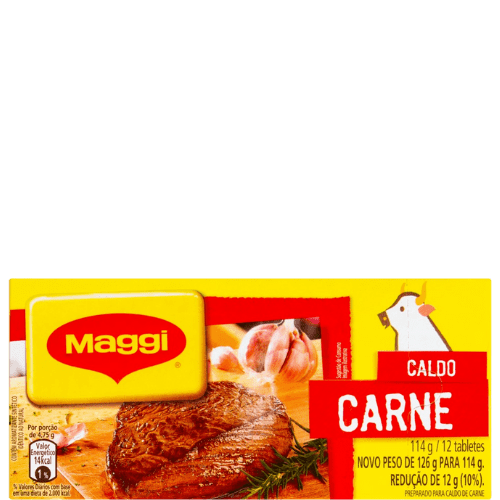 Maggi
®
CALDO
CARNE
114 g / 12 tabletes
NOVO PESO DE 126 g PARA 114 g.
REDUÇÃO DE 12 g (10%).
PREPARADO PARA CALDO DE CARNE
Por porção
de 4,75 g
Valor
Energético
14kcal
1%
% Valores Diários com base
em uma dieta de 2.000 kcal